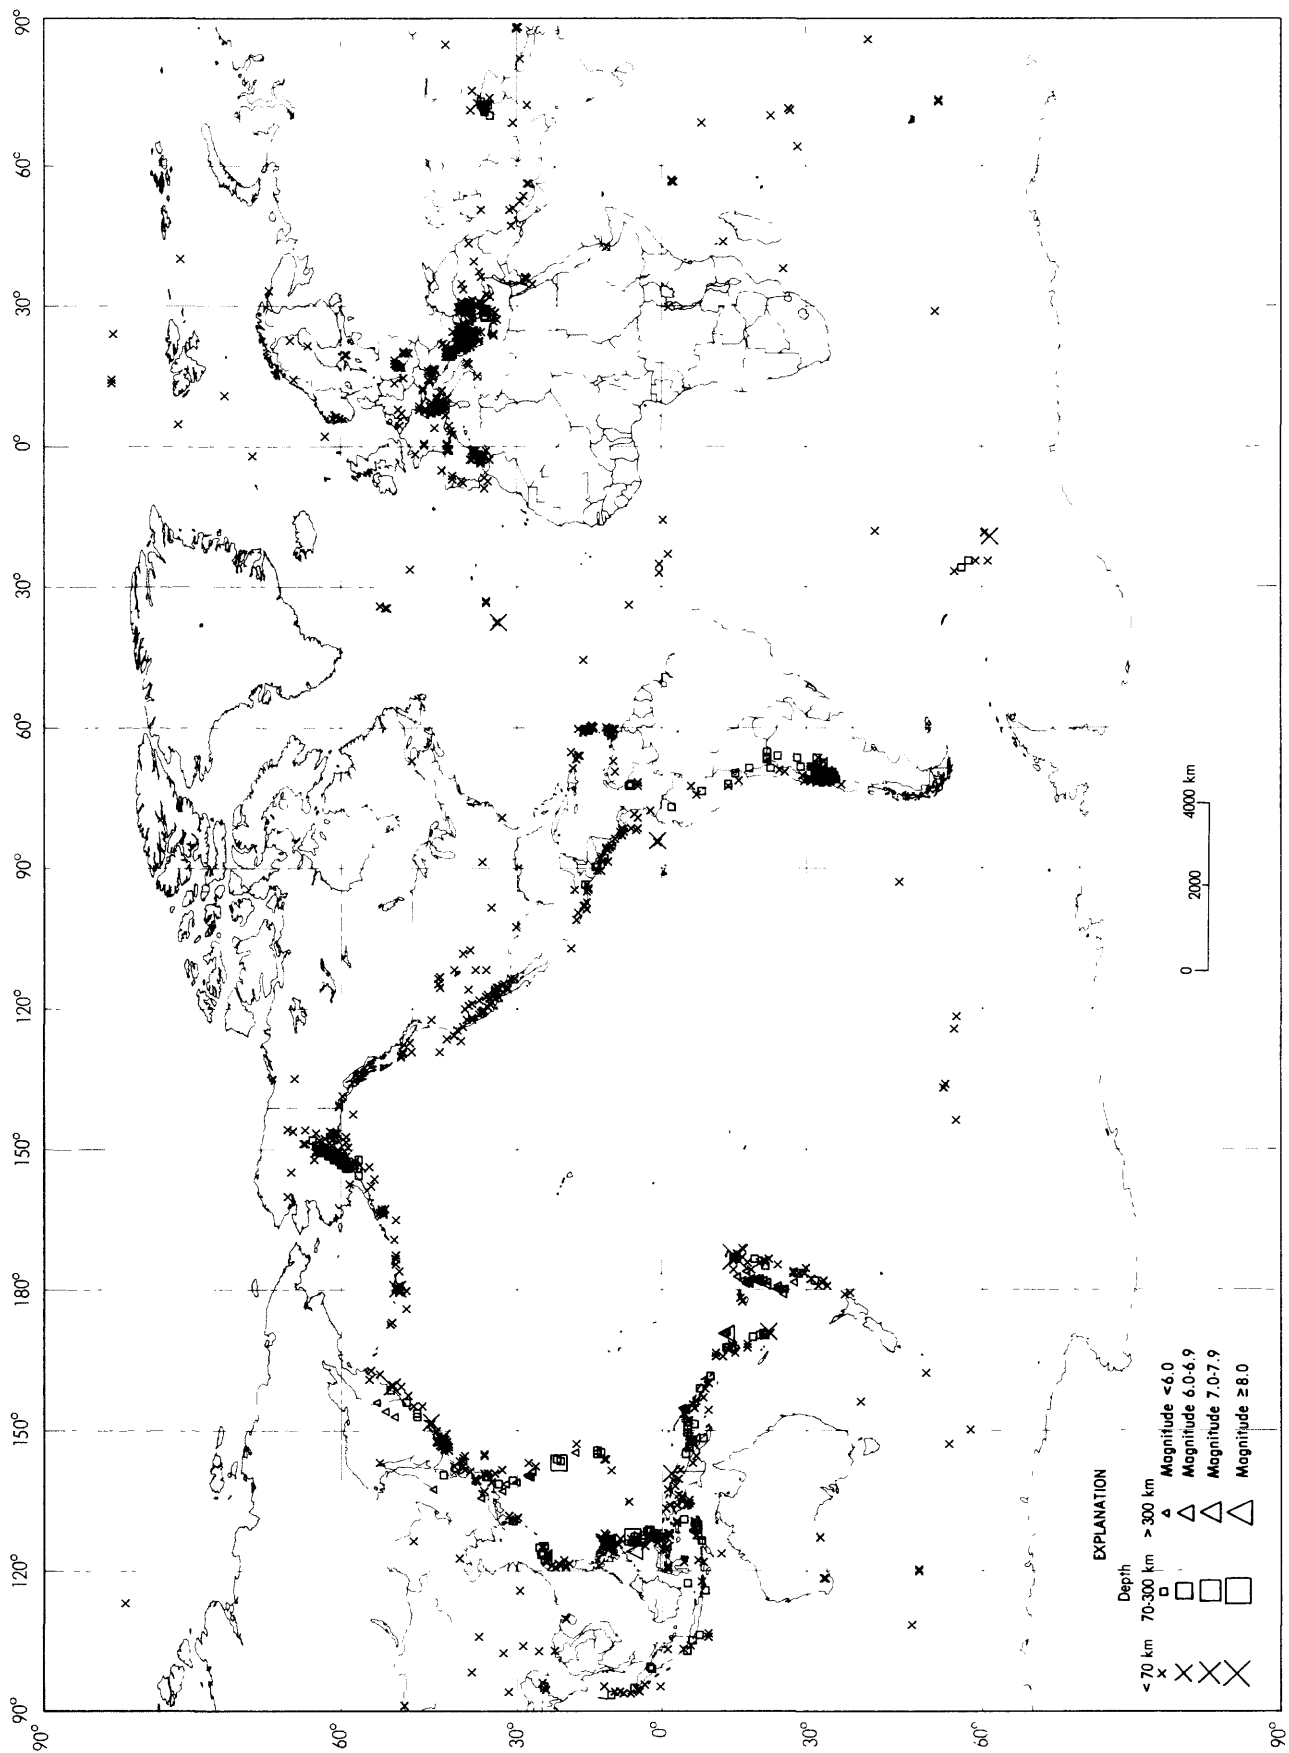 90° 120° 150° 180° 150° 120° 90° 60° 30° 0° 30° 60° 90°
90°
60°
30°
0°
30°
60°
90°
0 2000 4000 km
EXPLANATION
Depth
<70 km 70-300 km >300 km
Magnitude <6.0
Magnitude 6.0-6.9
Magnitude 7.0-7.9
Magnitude ≥8.0